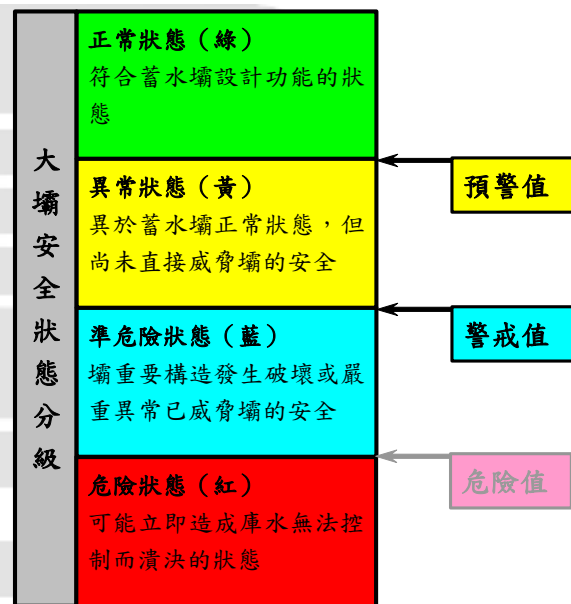 大壩安全狀態分級
正常狀態（綠）
符合蓄水壩設計功能的狀
態
異常狀態（黃）
異於蓄水壩正常狀態，但
尚未直接威脅壩的安全
準危險狀態（藍）
壩重要構造發生破壞或嚴
重異常已威脅壩的安全
危險狀態（紅）
可能立即造成庫水無法控
制而潰決的狀態
預警值
警戒值
危險值